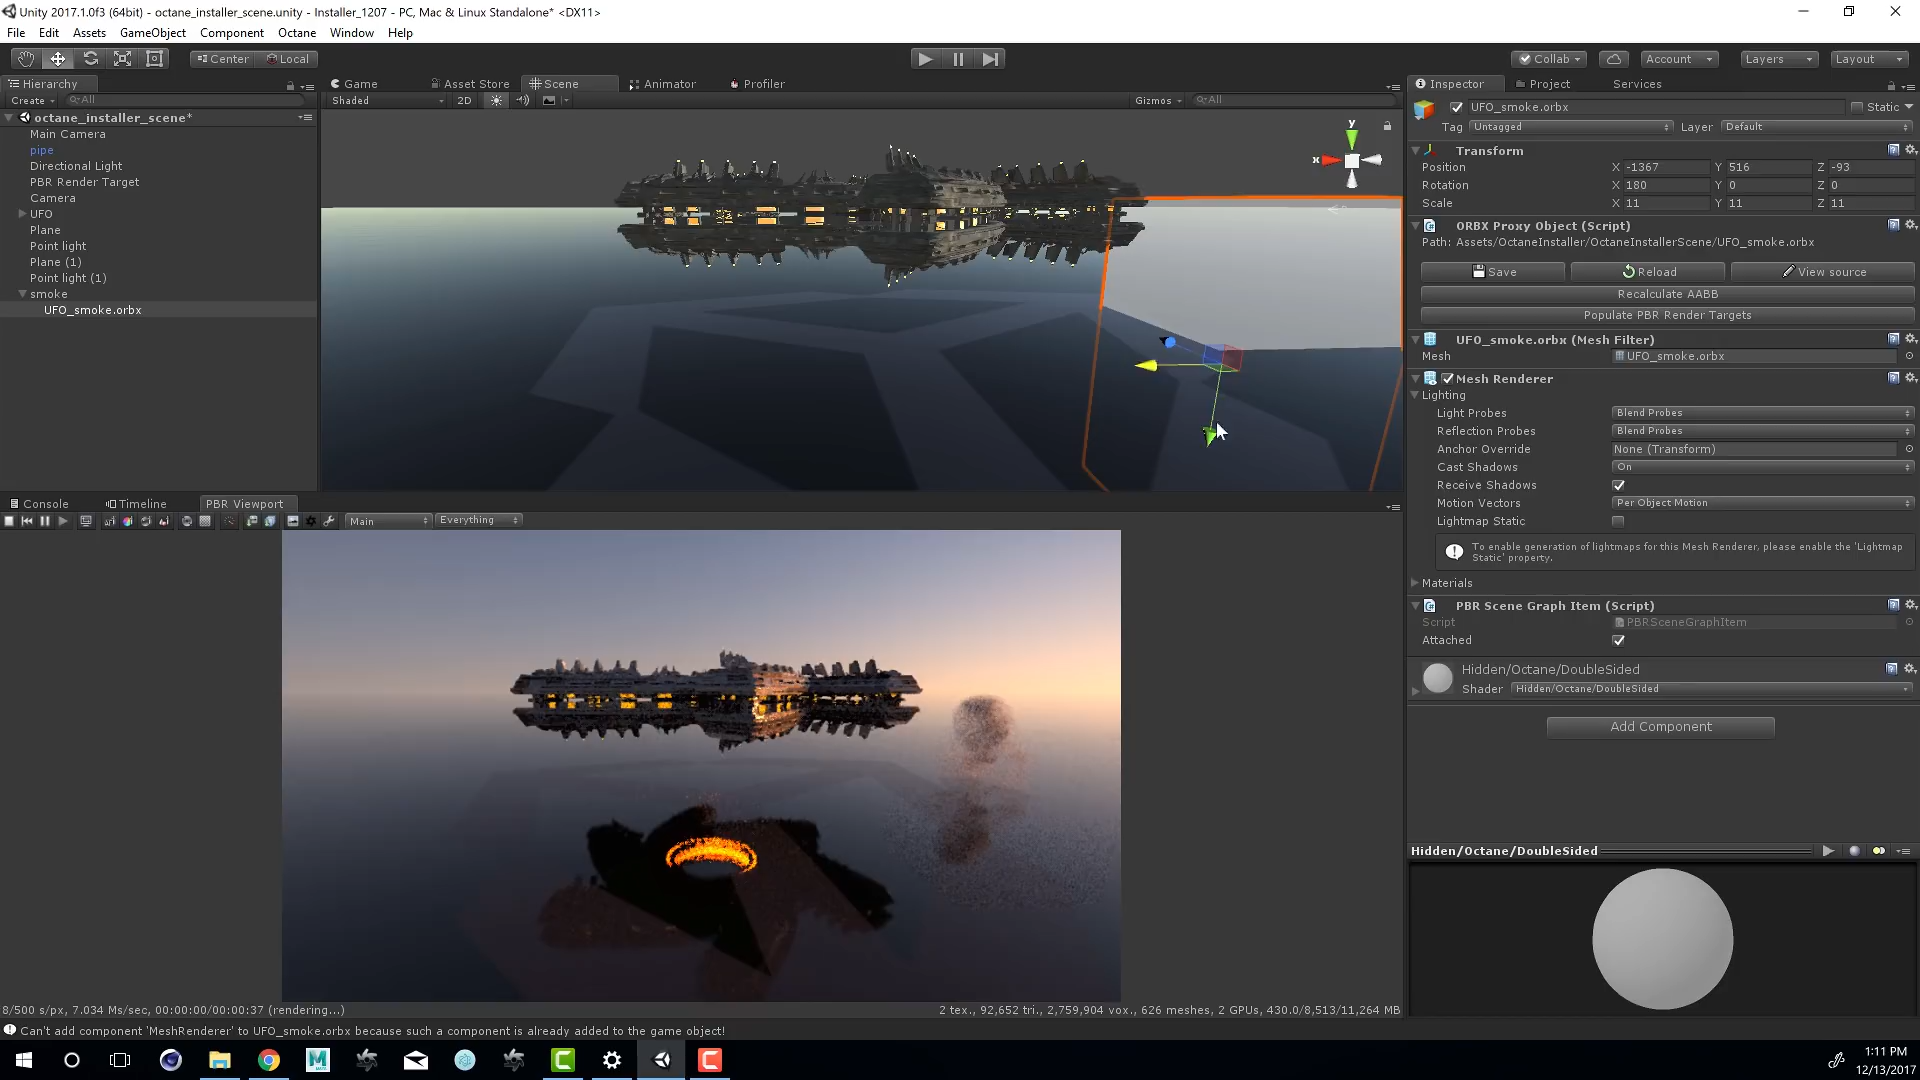 Unity 2017.1.0f3 (64bit) - octane_installer_scene.unity - Installer_1207 - PC, Mac & Linux Standalone* <DX11>
File Edit Assets GameObject Component Octane Window Help
Center Local
Collab Account Layers Layout
Hierarchy
Create All
octane_installer_scene*
Main Camera
pipe
Directional Light
PBR Render Target
Camera
UFO
Plane
Point light
Plane (1)
Point light (1)
smoke
UFO_smoke.orbx
Game Asset Store Scene Animator Profiler
Shaded 2D Gizmos All
y
x
Console Timeline PBR Viewport
Main Everything
8/500 s/px, 7.034 Ms/sec, 00:00:00/00:00:37 (rendering...)
2 tex., 92,652 tri., 2,759,904 vox., 626 meshes, 2 GPUs, 430.0/8,513/11,264 MB
Can't add component 'MeshRenderer' to UFO_smoke.orbx because such a component is already added to the game object!
Inspector Project Services
UFO_smoke.orbx Static
Tag Untagged Layer Default
Transform
Position X -1367 Y 516 Z -93
Rotation X 180 Y 0 Z 0
Scale X 11 Y 11 Z 11
ORBX Proxy Object (Script)
Path: Assets/OctaneInstaller/OctaneInstallerScene/UFO_smoke.orbx
Save Reload View source
Recalculate AABB
Populate PBR Render Targets
UFO_smoke.orbx (Mesh Filter)
Mesh UFO_smoke.orbx
Mesh Renderer
Lighting
Light Probes Blend Probes
Reflection Probes Blend Probes
Anchor Override None (Transform)
Cast Shadows On
Receive Shadows
Motion Vectors Per Object Motion
Lightmap Static
To enable generation of lightmaps for this Mesh Renderer, please enable the 'Lightmap
Static' property.
Materials
PBR Scene Graph Item (Script)
Script PBRSceneGraphItem
Attached
Hidden/Octane/DoubleSided
Shader Hidden/Octane/DoubleSided
Add Component
Hidden/Octane/DoubleSided
1:11 PM
12/13/2017